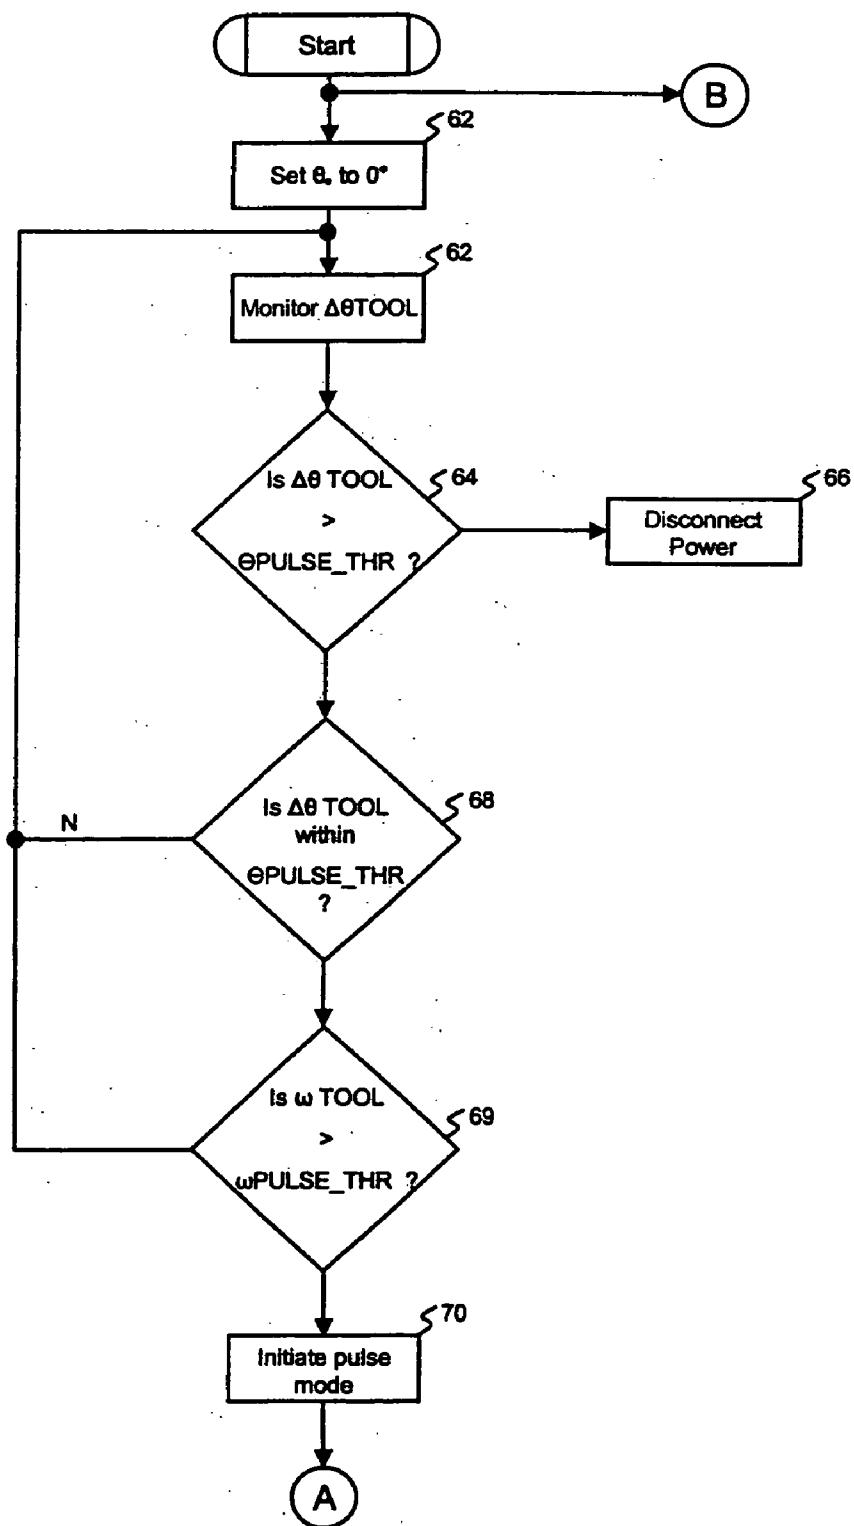 Start
B
62
Set θ. to 0°
62
Monitor ΔθTOOL
Is Δθ TOOL
>
ΘPULSE_THR ?
64
66
Disconnect
Power
Is Δθ TOOL
within
ΘPULSE_THR
?
68
N
Is ω TOOL
>
ωPULSE_THR ?
69
70
Initiate pulse
mode
A